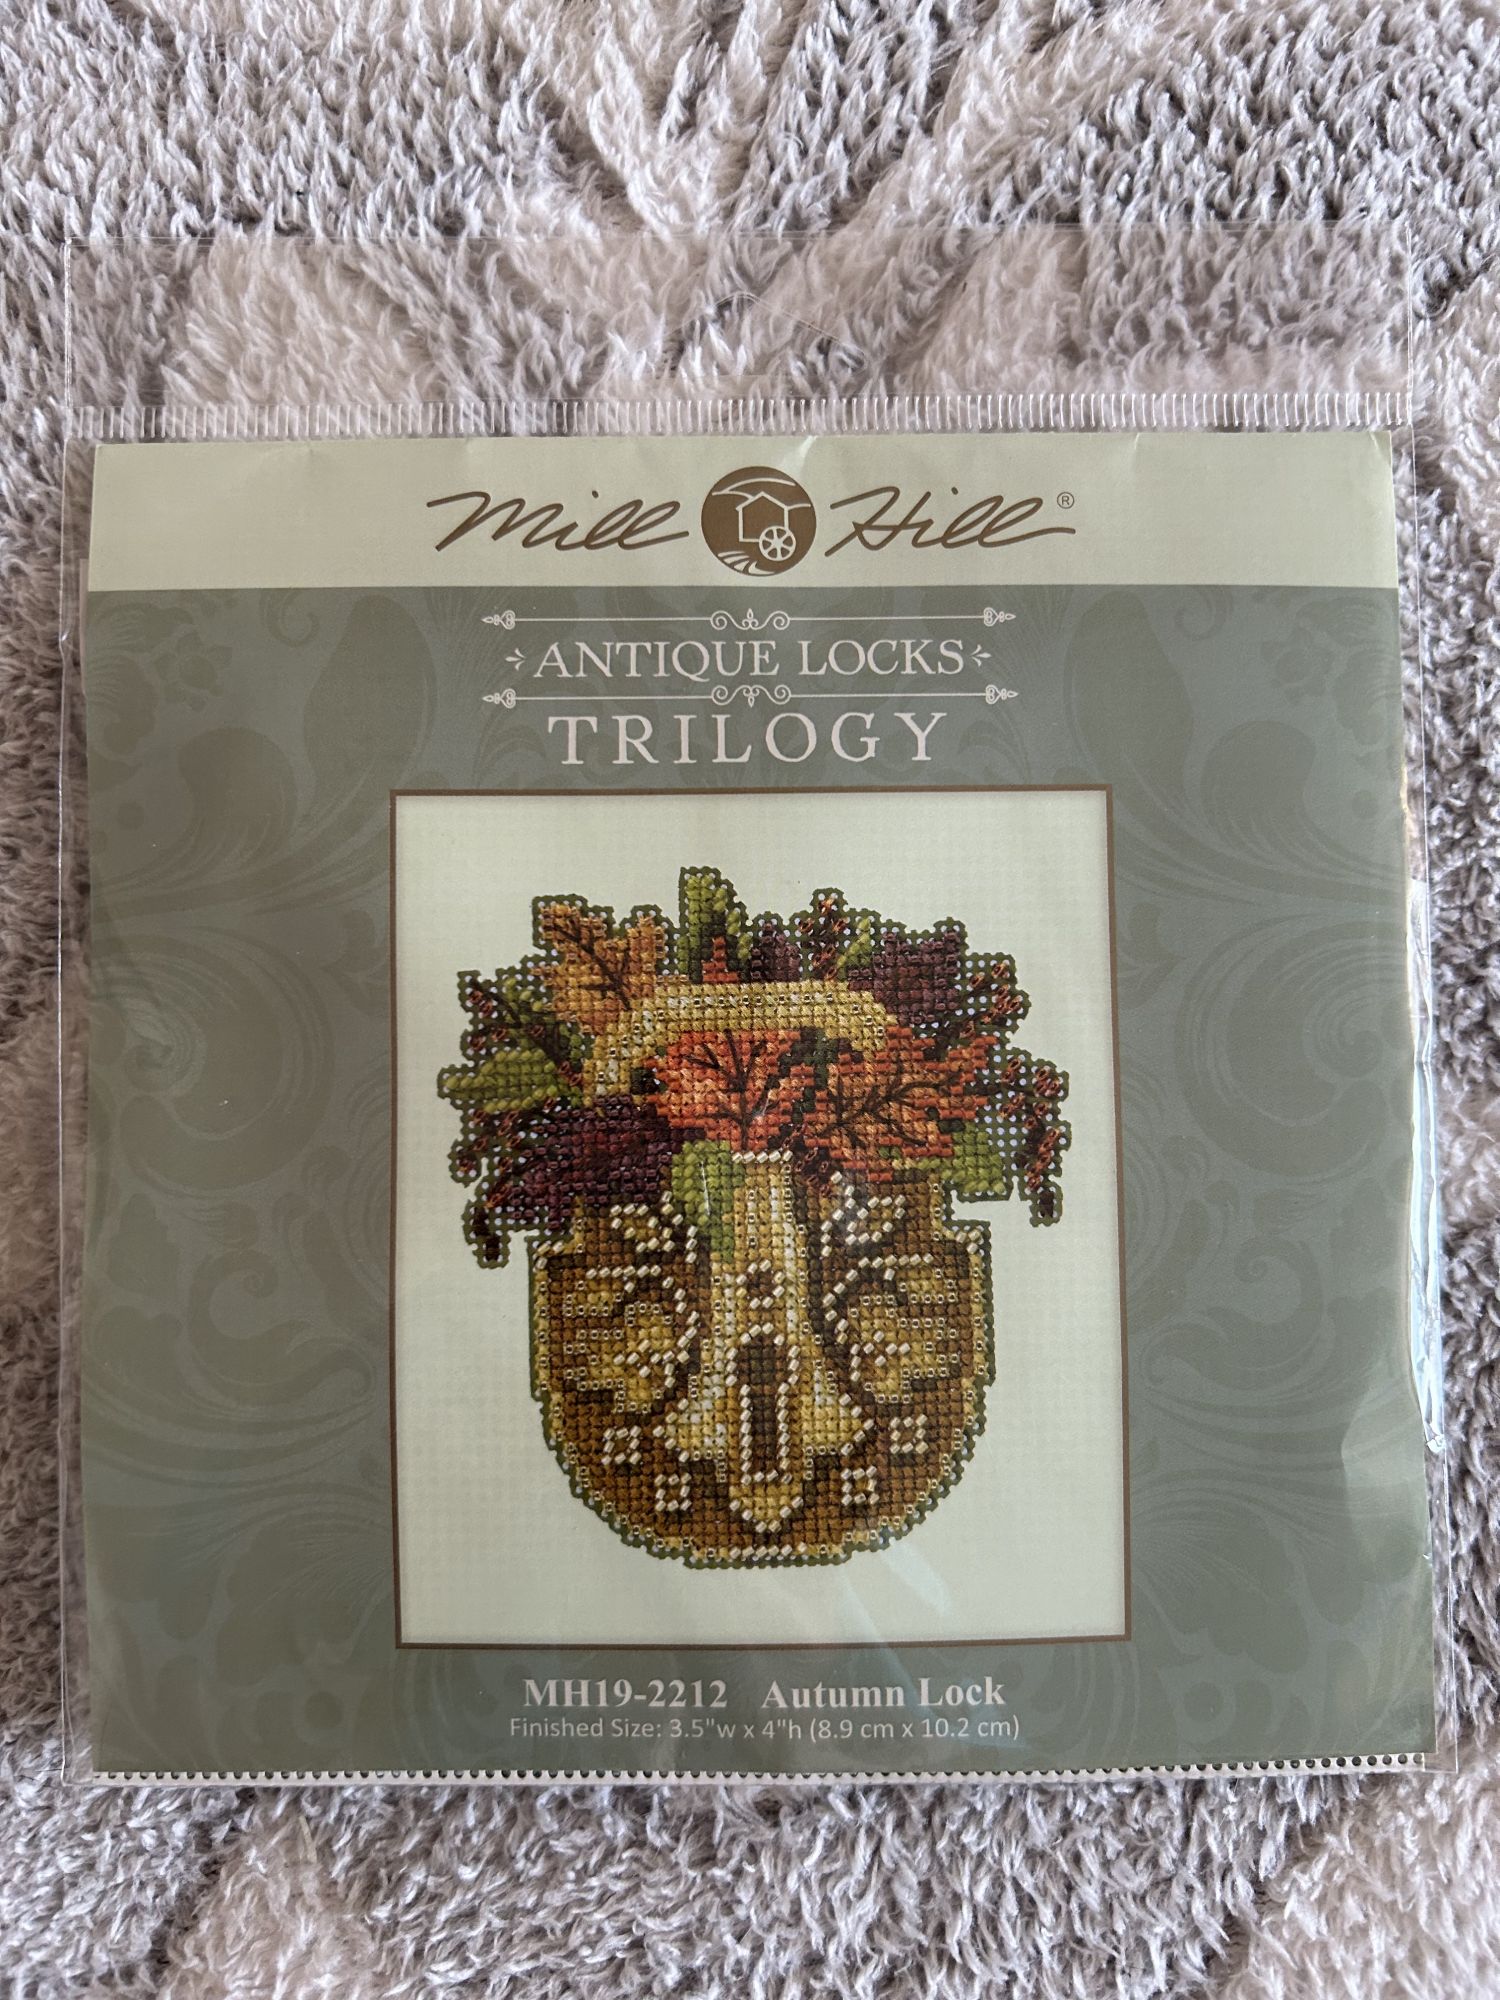 Mill Hill®
ANTIQUE LOCKS
TRILOGY
MH19-2212 Autumn Lock
Finished Size: 3.5"w x 4"h (8.9 cm x 10.2 cm)